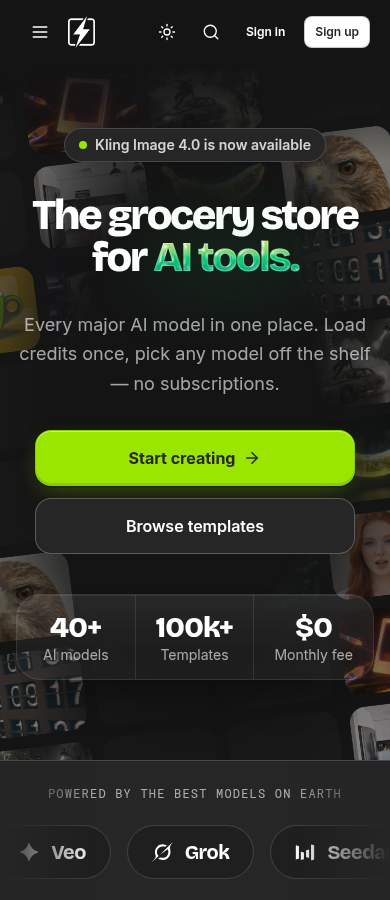 Sign in
Sign up
Kling Image 4.0 is now available
The grocery store
for AI tools.
Every major AI model in one place. Load
credits once, pick any model off the shelf
— no subscriptions.
Start creating →
Browse templates
40+
100k+
$0
AI models
Templates
Monthly fee
POWERED BY THE BEST MODELS ON EARTH
Veo
Grok
Seeda